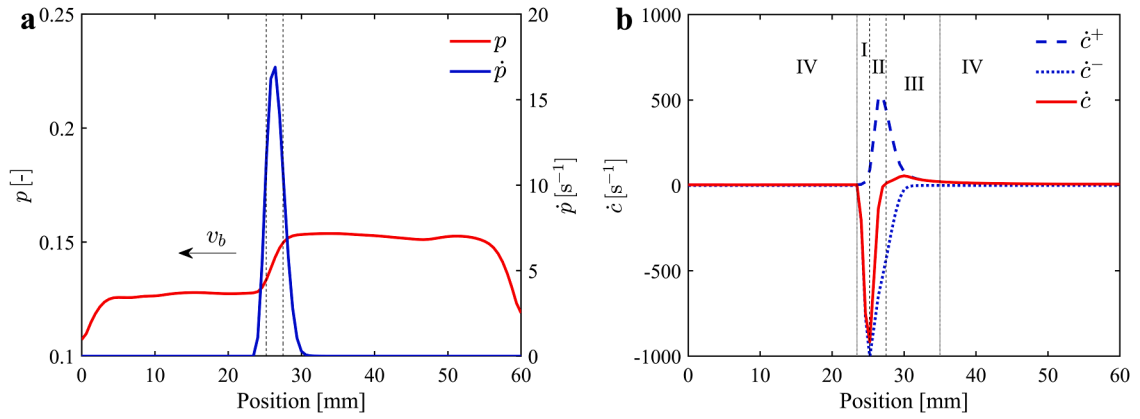 a
0.25
0.2
0.15
0.1
p [-]
20
15
10
5
0
ṗ [s⁻¹]
p
ṗ
v_b
0 10 20 30 40 50 60
Position [mm]
b
1000
500
0
-500
-1000
ċ [s⁻¹]
IV I II III IV
ċ⁺
ċ⁻
ċ
0 10 20 30 40 50 60
Position [mm]